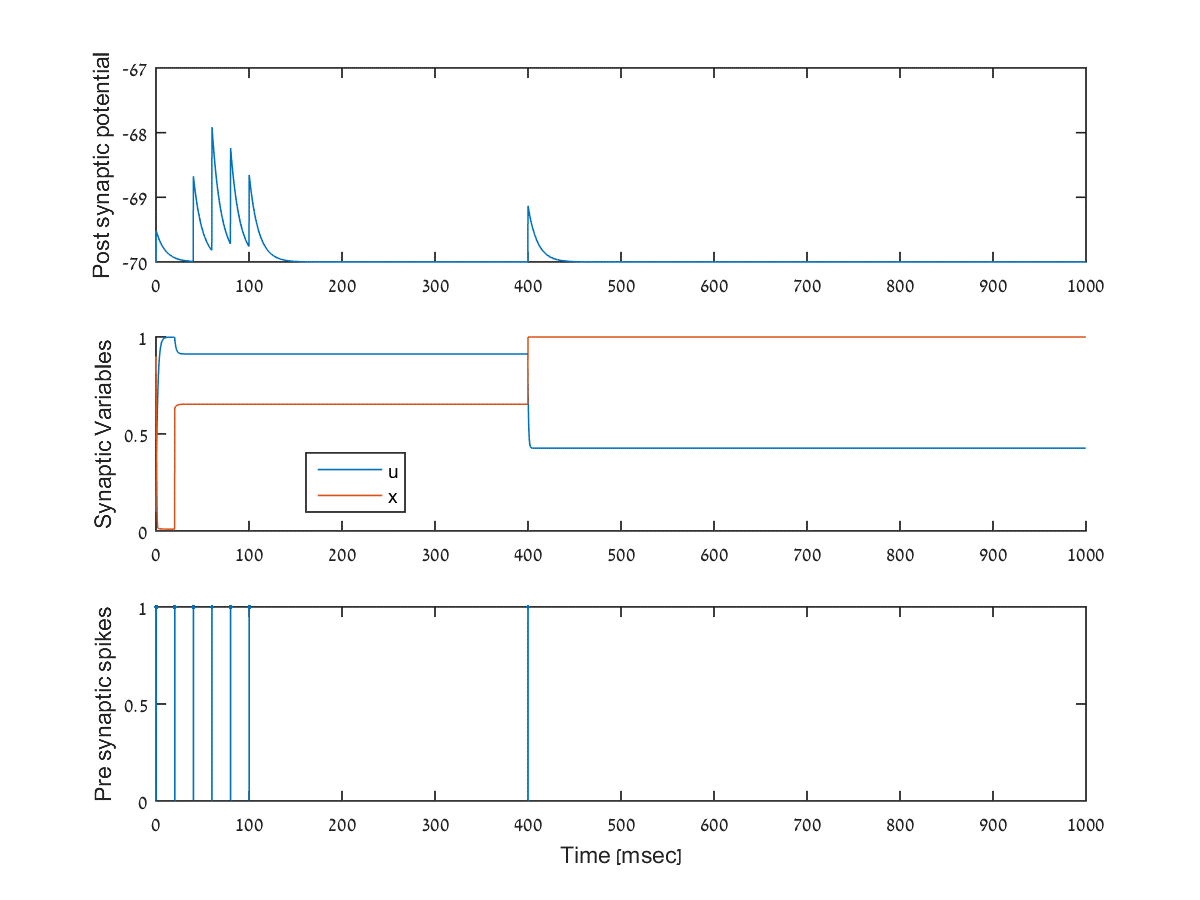 Post synaptic potential
-67
-68
-69
-70
0 100 200 300 400 500 600 700 800 900 1000
Synaptic Variables
1
0.5
0
u
x
0 100 200 300 400 500 600 700 800 900 1000
Pre synaptic spikes
1
0.5
0
0 100 200 300 400 500 600 700 800 900 1000
Time [msec]